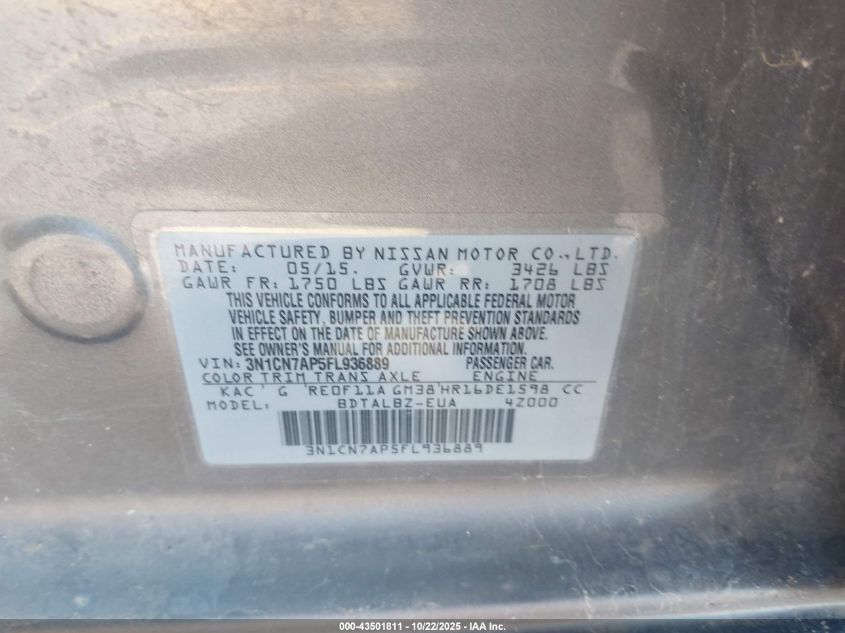 MANUFACTURED BY NISSAN MOTOR CO., LTD.
DATE: 05/15. GVWR: 3426 LBS
GAWR FR: 1750 LBS GAWR RR: 1708 LBS
THIS VEHICLE CONFORMS TO ALL APPLICABLE FEDERAL MOTOR
VEHICLE SAFETY, BUMPER AND THEFT PREVENTION STANDARDS
IN EFFECT ON THE DATE OF MANUFACTURE SHOWN ABOVE.
SEE OWNER'S MANUAL FOR ADDITIONAL INFORMATION.
VIN: 3N1CN7AP5FL936889 PASSENGER CAR.
COLOR TRIM TRANS AXLE ENGINE
KAC G RE0F11A GM38 HR16DE1598 CC
MODEL: BDTALBZ-EUA 42000
3N1CN7AP5FL936889
000-43501811 - 10/22/2025 - IAA Inc.